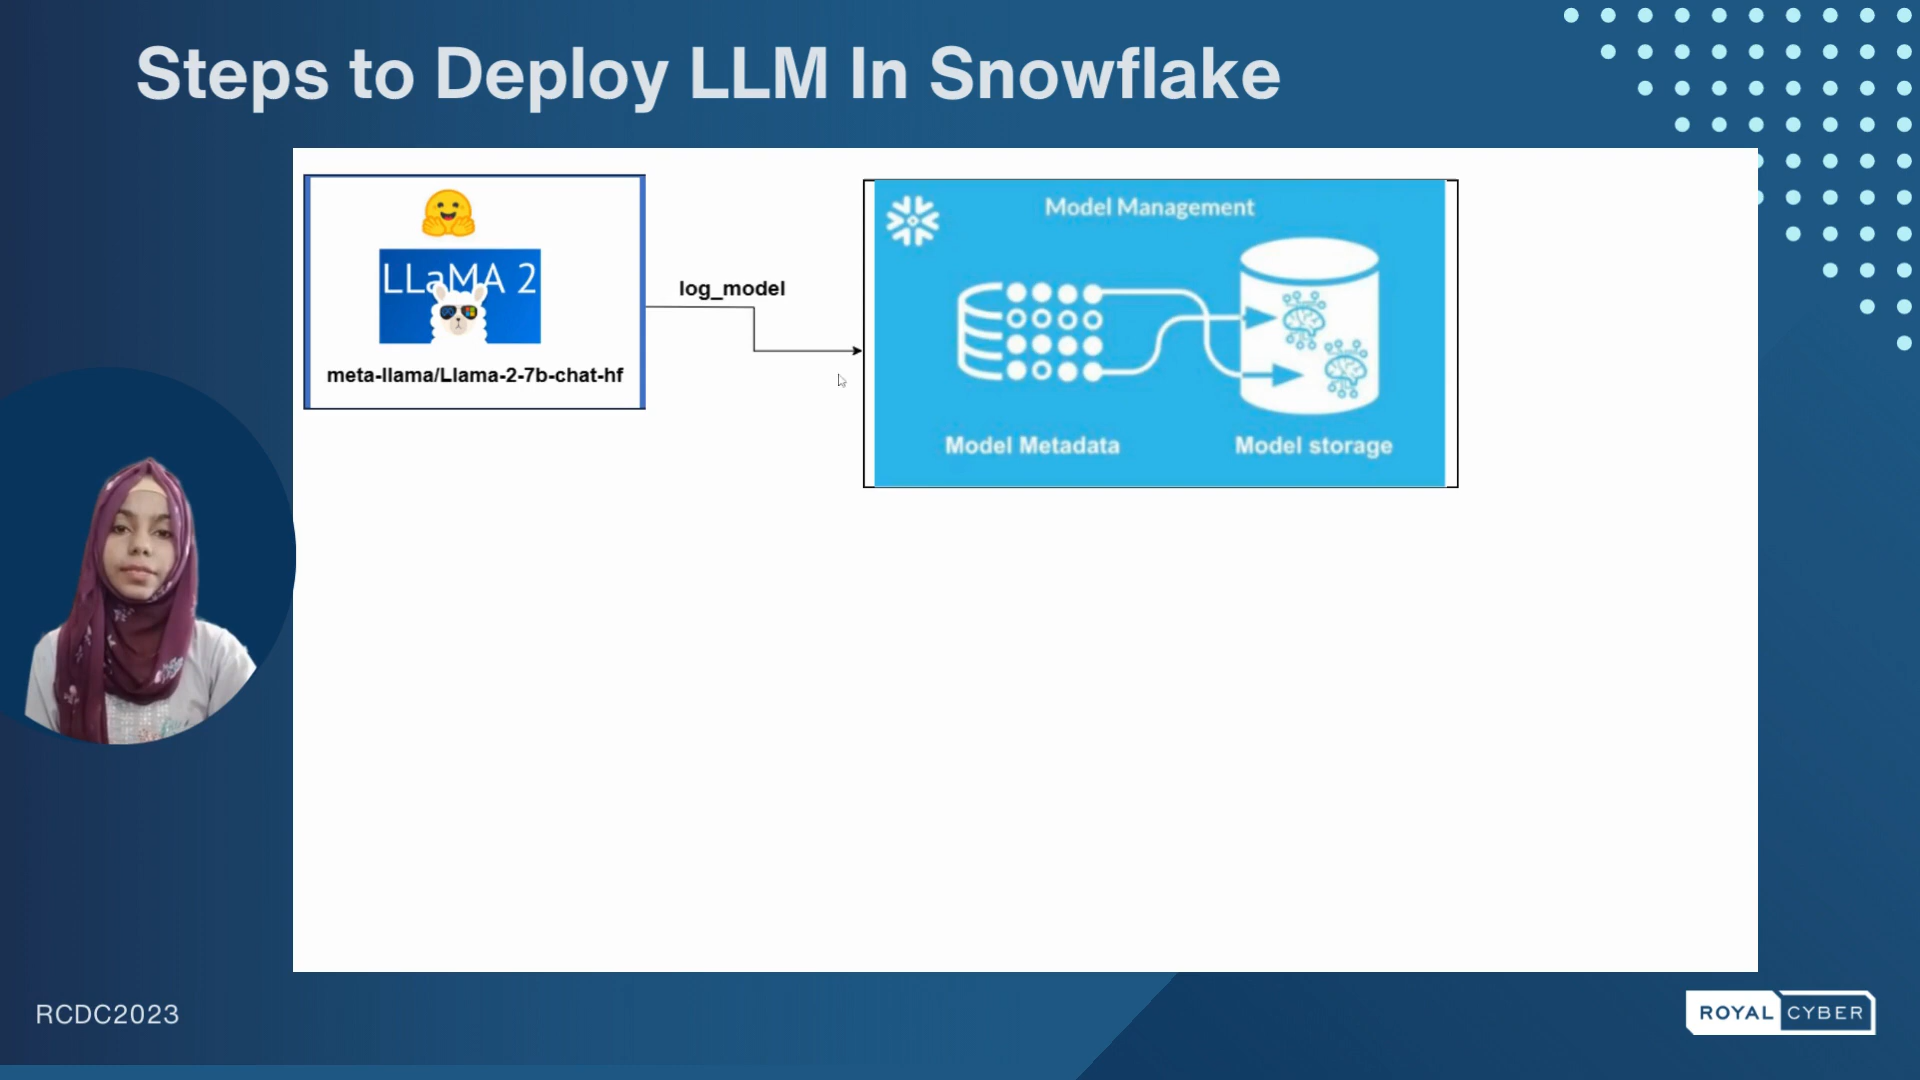 Steps to Deploy LLM In Snowflake
LLaMA 2
meta-llama/Llama-2-7b-chat-hf
log_model
Model Management
Model Metadata
Model storage
RCDC2023
ROYAL CYBER